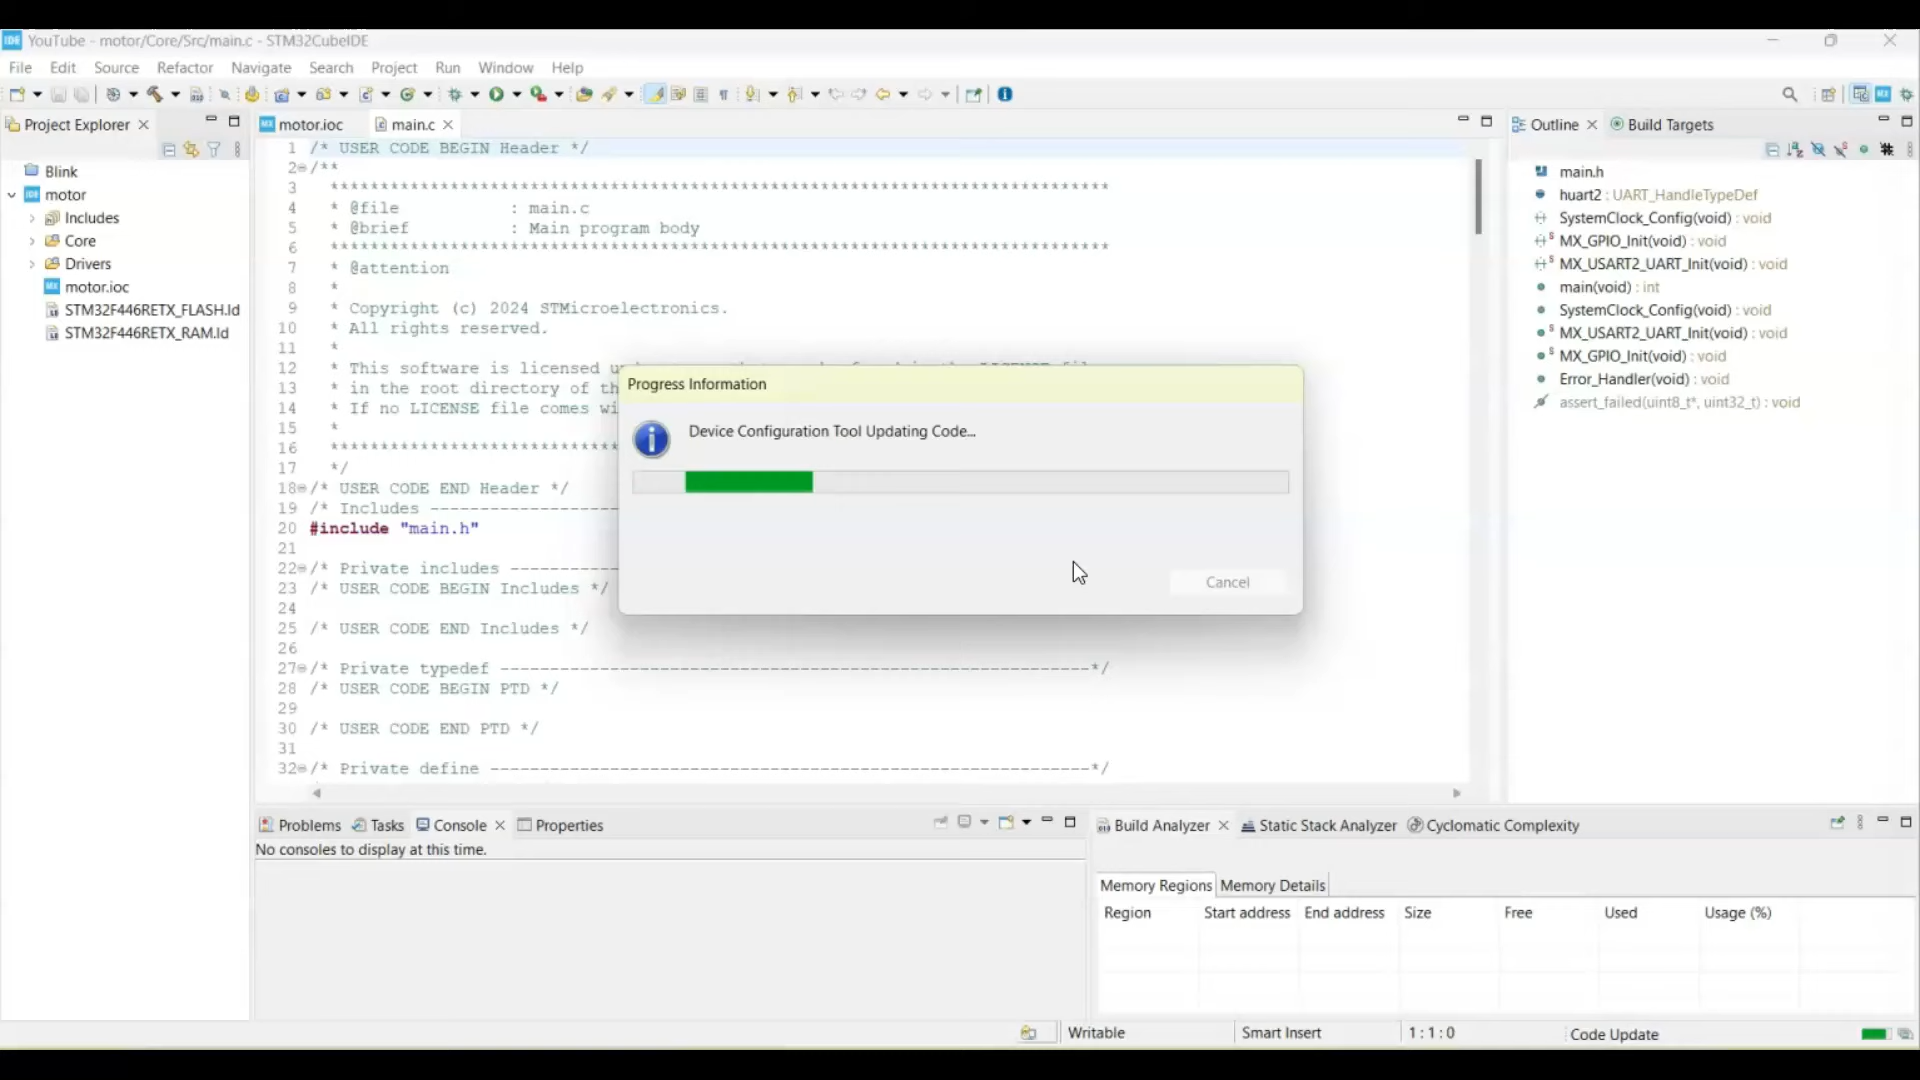 YouTube - motor/Core/Src/main.c - STM32CubeIDE
File Edit Source Refactor Navigate Search Project Run Window Help
Project Explorer
Blink
motor
Includes
Core
Drivers
motor.ioc
STM32F446RETX_FLASH.ld
STM32F446RETX_RAM.ld
motor.ioc main.c
1 /* USER CODE BEGIN Header */
2 /**
3 ******************************************************************************
4 * @file : main.c
5 * @brief : Main program body
6 ******************************************************************************
7 * @attention
8 *
9 * Copyright (c) 2024 STMicroelectronics.
10 * All rights reserved.
11 *
12 * This software is licensed
13 * in the root directory of
14 * If no LICENSE file comes
15 *
16 *****************************
17 */
18 /* USER CODE END Header */
19 /* Includes -------------------
20 #include "main.h"
21
22 /* Private includes -----------
23 /* USER CODE BEGIN Includes */
24
25 /* USER CODE END Includes */
26
27 /* Private typedef -----------------------------------------------------------*/
28 /* USER CODE BEGIN PTD */
29
30 /* USER CODE END PTD */
31
32 /* Private define ------------------------------------------------------------*/
Progress Information
Device Configuration Tool Updating Code...
Cancel
Outline Build Targets
main.h
huart2 : UART_HandleTypeDef
SystemClock_Config(void) : void
MX_GPIO_Init(void) : void
MX_USART2_UART_Init(void) : void
main(void) : int
SystemClock_Config(void) : void
MX_USART2_UART_Init(void) : void
MX_GPIO_Init(void) : void
Error_Handler(void) : void
assert_failed(uint8_t*, uint32_t) : void
Problems Tasks Console Properties
No consoles to display at this time.
Build Analyzer Static Stack Analyzer Cyclomatic Complexity
Memory Regions Memory Details
Region Start address End address Size Free Used Usage (%)
Writable Smart Insert 1 : 1 : 0 Code Update